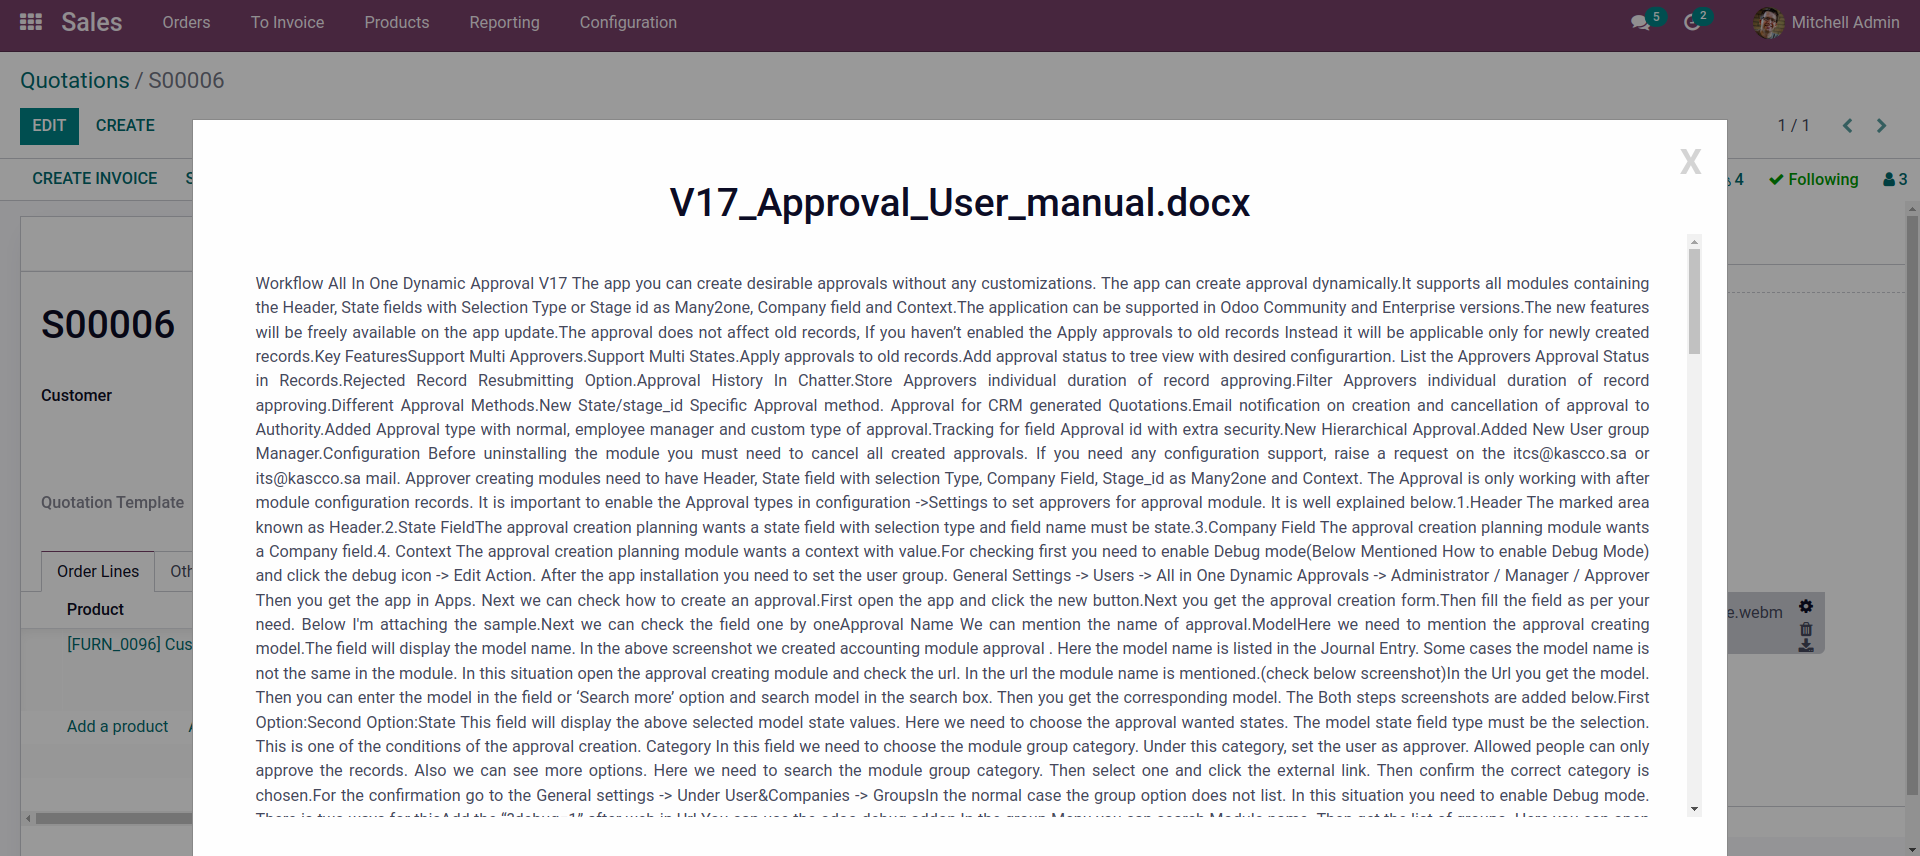 Sales Orders To Invoice Products Reporting Configuration 5 2 Mitchell Admin
Quotations / S00006
EDIT CREATE 1 / 1
CREATE INVOICE 4 Following 3
X
V17_Approval_User_manual.docx
Workflow All In One Dynamic Approval V17 The app you can create desirable approvals without any customizations. The app can create approval dynamically.It supports all modules containing
the Header, State fields with Selection Type or Stage id as Many2one, Company field and Context.The application can be supported in Odoo Community and Enterprise versions.The new features
will be freely available on the app update.The approval does not affect old records, If you haven’t enabled the Apply approvals to old records Instead it will be applicable only for newly created
records.Key FeaturesSupport Multi Approvers.Support Multi States.Apply approvals to old records.Add approval status to tree view with desired configurartion. List the Approvers Approval Status
in Records.Rejected Record Resubmitting Option.Approval History In Chatter.Store Approvers individual duration of record approving.Filter Approvers individual duration of record
approving.Different Approval Methods.New State/stage_id Specific Approval method. Approval for CRM generated Quotations.Email notification on creation and cancellation of approval to
Authority.Added Approval type with normal, employee manager and custom type of approval.Tracking for field Approval id with extra security.New Hierarchical Approval.Added New User group
Manager.Configuration Before uninstalling the module you must need to cancel all created approvals. If you need any configuration support, raise a request on the itcs@kascco.sa or
its@kascco.sa mail. Approver creating modules need to have Header, State field with selection Type, Company Field, Stage_id as Many2one and Context. The Approval is only working with after
module configuration records. It is important to enable the Approval types in configuration ->Settings to set approvers for approval module. It is well explained below.1.Header The marked area
known as Header.2.State FieldThe approval creation planning wants a state field with selection type and field name must be state.3.Company Field The approval creation planning module wants
a Company field.4. Context The approval creation planning module wants a context with value.For checking first you need to enable Debug mode(Below Mentioned How to enable Debug Mode)
and click the debug icon -> Edit Action. After the app installation you need to set the user group. General Settings -> Users -> All in One Dynamic Approvals -> Administrator / Manager / Approver
Then you get the app in Apps. Next we can check how to create an approval.First open the app and click the new button.Next you get the approval creation form.Then fill the field as per your
need. Below I'm attaching the sample.Next we can check the field one by oneApproval Name We can mention the name of approval.ModelHere we need to mention the approval creating
model.The field will display the model name. In the above screenshot we created accounting module approval . Here the model name is listed in the Journal Entry. Some cases the model name is
not the same in the module. In this situation open the approval creating module and check the url. In the url the module name is mentioned.(check below screenshot)In the Url you get the model.
Then you can enter the model in the field or ‘Search more’ option and search model in the search box. Then you get the corresponding model. The Both steps screenshots are added below.First
Option:Second Option:State This field will display the above selected model state values. Here we need to choose the approval wanted states. The model state field type must be the selection.
This is one of the conditions of the approval creation. Category In this field we need to choose the module group category. Under this category, set the user as approver. Allowed people can only
approve the records. Also we can see more options. Here we need to search the module group category. Then select one and click the external link. Then confirm the correct category is
chosen.For the confirmation go to the General settings -> Under User&Companies -> GroupsIn the normal case the group option does not list. In this situation you need to enable Debug mode.
S00006
Customer
Quotation Template
Order Lines Oth
Product
[FURN_0096] Cus
Add a product
e.webm